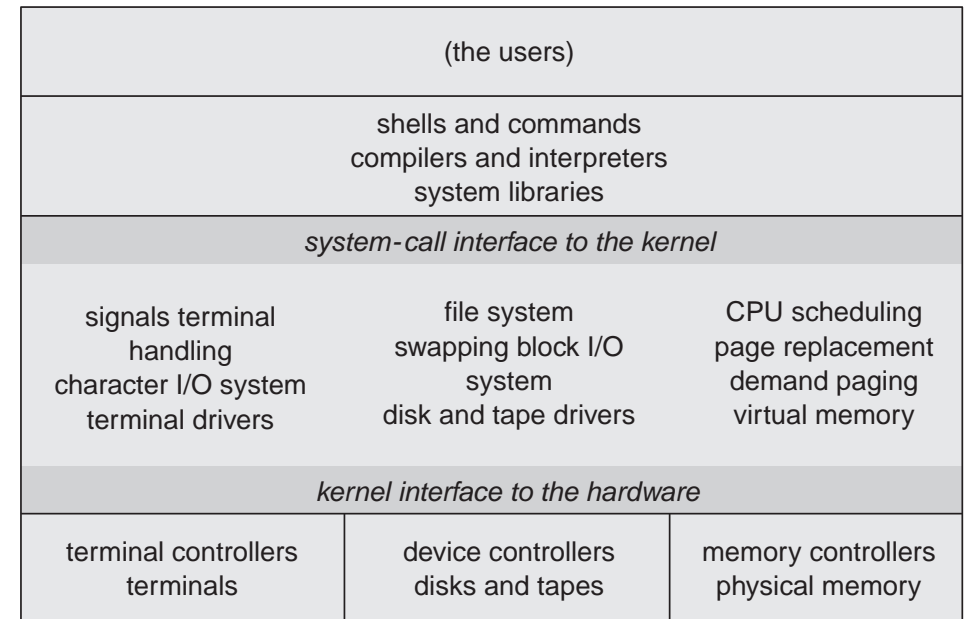 (the users)
shells and commands
compilers and interpreters
system libraries
system-call interface to the kernel
signals terminal
handling
character I/O system
terminal drivers
file system
swapping block I/O
system
disk and tape drivers
CPU scheduling
page replacement
demand paging
virtual memory
kernel interface to the hardware
terminal controllers
terminals
device controllers
disks and tapes
memory controllers
physical memory